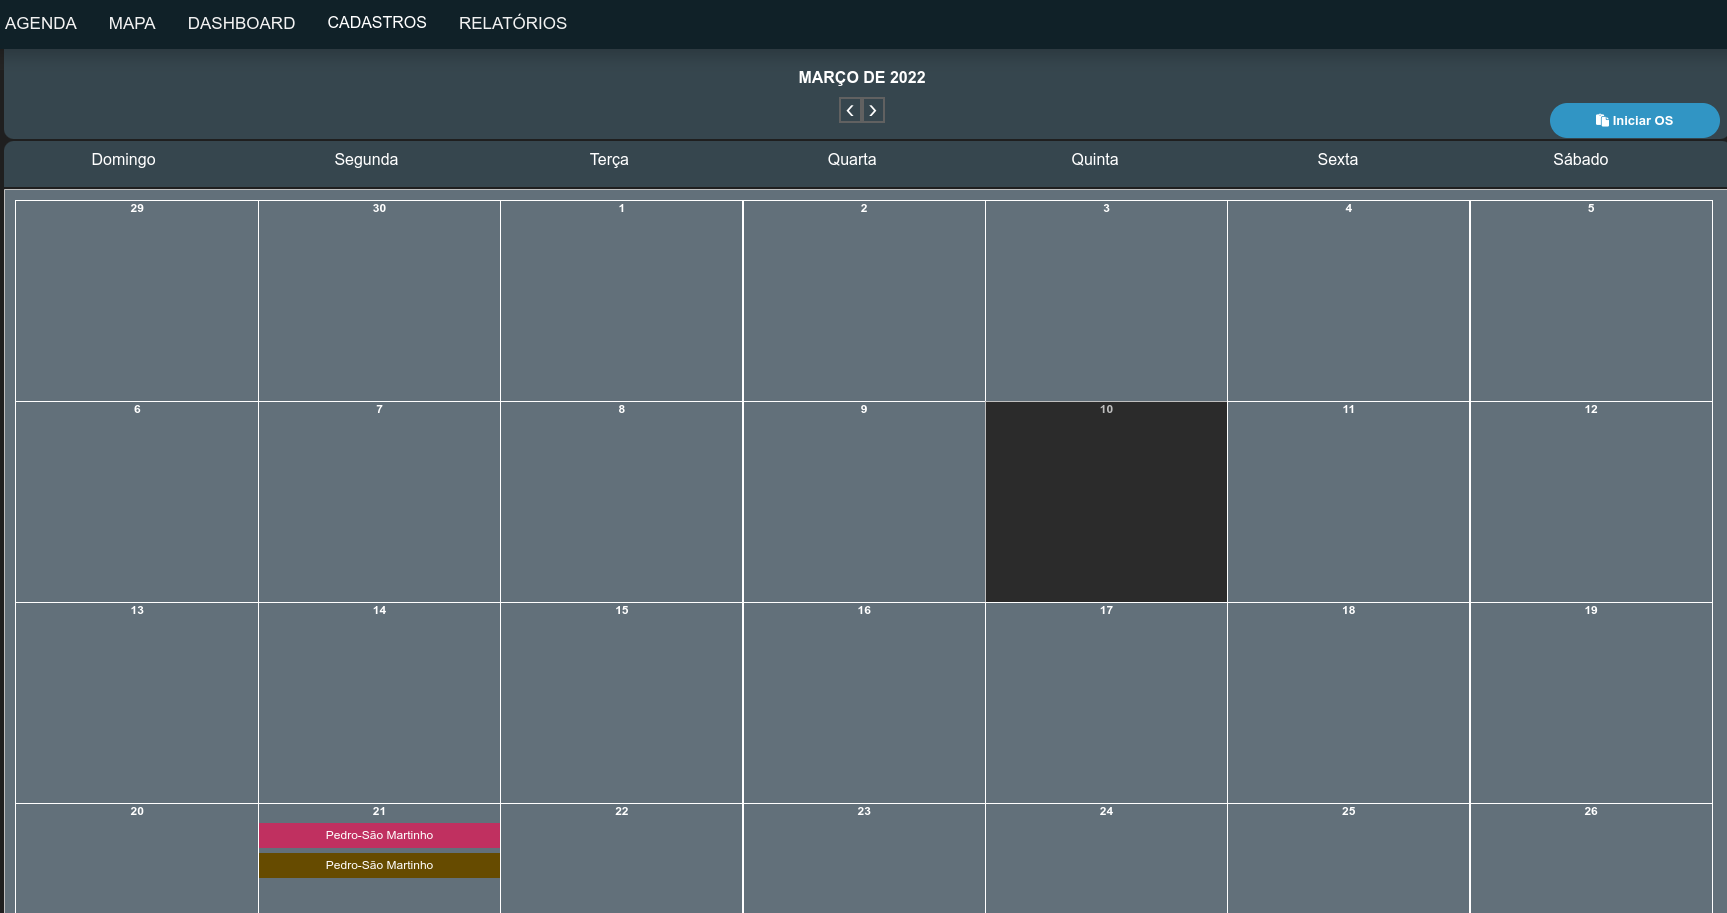 AGENDA MAPA DASHBOARD CADASTROS RELATÓRIOS
MARÇO DE 2022
Iniciar OS
Domingo Segunda Terça Quarta Quinta Sexta Sábado
29 30 1 2 3 4 5
6 7 8 9 10 11 12
13 14 15 16 17 18 19
20 21 22 23 24 25 26
Pedro-São Martinho
Pedro-São Martinho